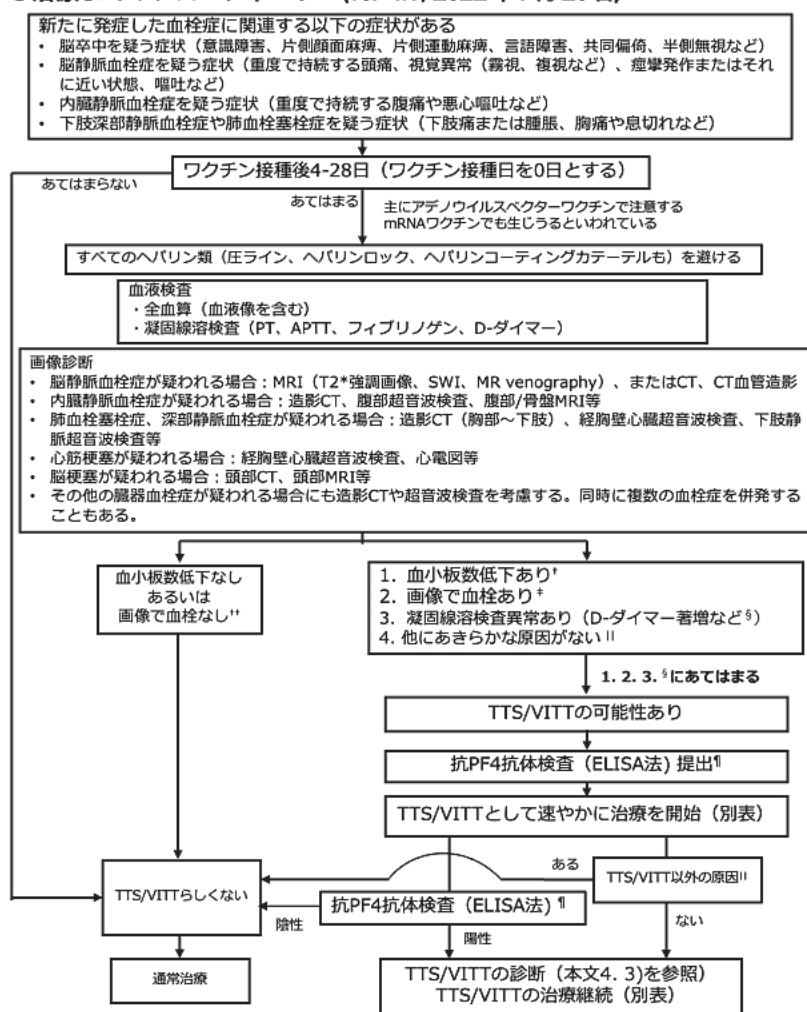 新たに発症した血栓症に関連する以下の症状がある
• 脳卒中を疑う症状（意識障害、片側顔面麻痺、片側運動麻痺、言語障害、共同偏倚、半側無視など）
• 脳静脈血栓症を疑う症状（重度で持続する頭痛、視覚異常（霧視、複視など）、痙攣発作またはそれ
に近い状態、嘔吐など）
• 内臓静脈血栓症を疑う症状（重度で持続する腹痛や悪心嘔吐など）
• 下肢深部静脈血栓症や肺血栓塞栓症を疑う症状（下肢痛または腫脹、胸痛や息切れなど）
ワクチン接種後4-28日（ワクチン接種日を0日とする）
あてはまらない
あてはまる
主にアデノウイルスベクターワクチンで注意する
mRNAワクチンでも生じうるといわれている
すべてのヘパリン類（圧ライン、ヘパリンロック、ヘパリンコーティングカテーテルも）を避ける
血液検査
・全血算（血液像を含む）
・凝固線溶検査（PT、APTT、フィブリノゲン、D-ダイマー）
画像診断
• 脳静脈血栓症が疑われる場合：MRI（T2*強調画像、SWI、MR venography）、またはCT、CT血管造影
• 内臓静脈血栓症が疑われる場合：造影CT、腹部超音波検査、腹部/骨盤MRI等
• 肺血栓塞栓症、深部静脈血栓症が疑われる場合：造影CT（胸部～下肢）、経胸壁心臓超音波検査、下肢静
脈超音波検査等
• 心筋梗塞が疑われる場合：経胸壁心臓超音波検査、心電図等
• 脳梗塞が疑われる場合：頭部CT、頭部MRI等
• その他の臓器血栓症が疑われる場合にも造影CTや超音波検査を考慮する。同時に複数の血栓症を併発する
こともある。
血小板数低下なし
あるいは
画像で血栓なし††
1. 血小板数低下あり†
2. 画像で血栓あり‡
3. 凝固線溶検査異常あり（D-ダイマー著増など§）
4. 他にあきらかな原因がない||
1. 2. 3. §にあてはまる
TTS/VITTの可能性あり
抗PF4抗体検査（ELISA法) 提出¶
TTS/VITTとして速やかに治療を開始（別表）
ある
TTS/VITT以外の原因||
TTS/VITTらしくない
抗PF4抗体検査（ELISA法）¶
陰性
陽性
ない
通常治療
TTS/VITTの診断（本文4. 3)を参照）
TTS/VITTの治療継続（別表）